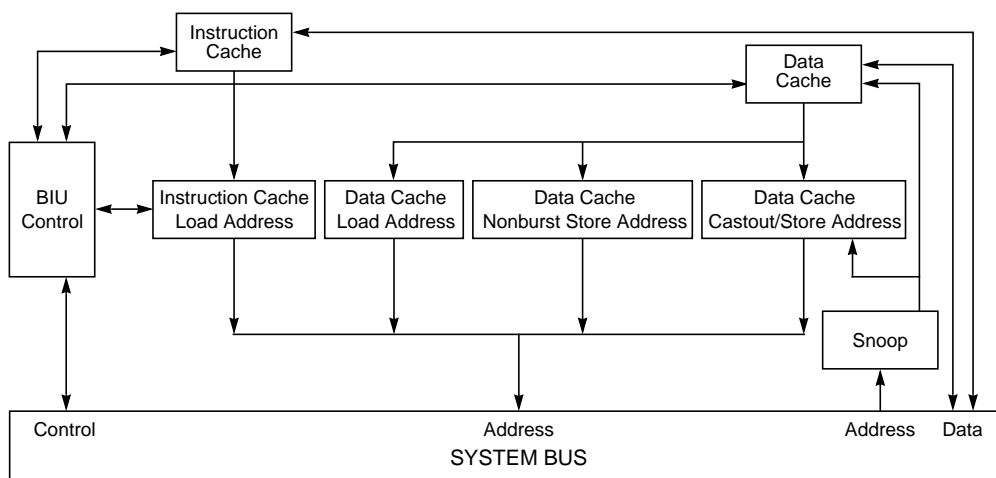 Instruction
Cache
Data
Cache
BIU
Control
Instruction Cache
Load Address
Data Cache
Load Address
Data Cache
Nonburst Store Address
Data Cache
Castout/Store Address
Snoop
Control
Address
Address
Data
SYSTEM BUS